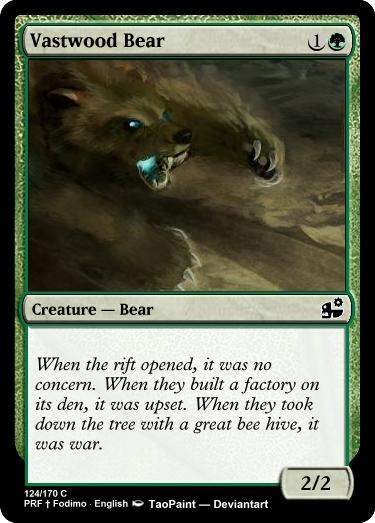 Vastwood Bear 1
Creature — Bear
When the rift opened, it was no
concern. When they built a factory on
its den, it was upset. When they took
down the tree with a great bee hive, it
was war.
2/2
124/170 C
PRF † Fodimo · English TaoPaint — Deviantart